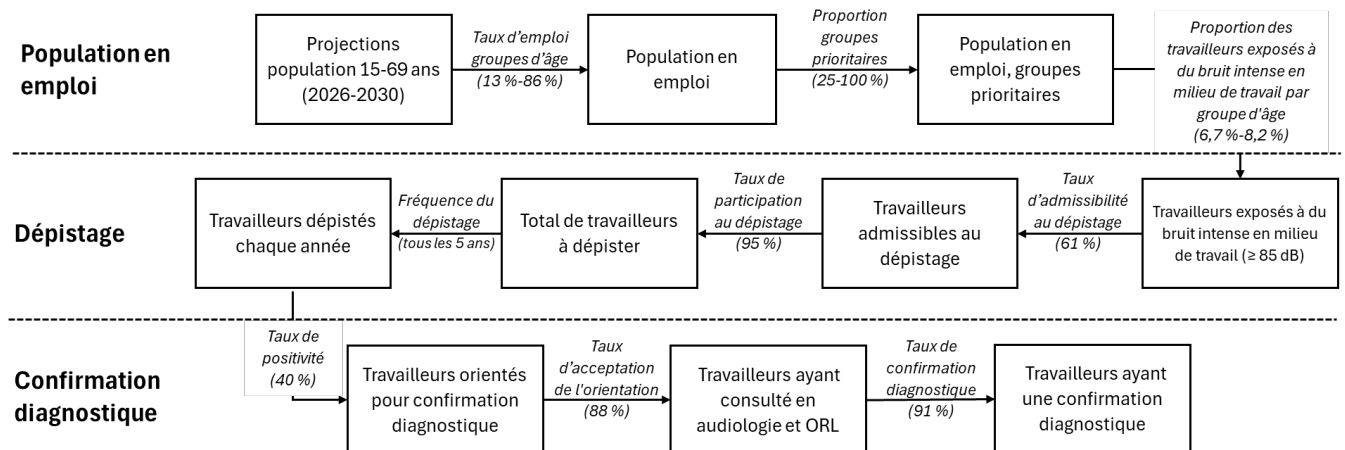 Population en
emploi
Projections
population 15-69 ans
(2026-2030)
Taux d'emploi
groupes d'âge
(13 %-86 %)
Population en
emploi
Proportion
groupes
prioritaires
(25-100 %)
Population en
emploi, groupes
prioritaires
Proportion des
travailleurs exposés à
du bruit intense en
milieu de travail par
groupe d'âge
(6,7 %-8,2 %)
Dépistage
Travailleurs dépistés
chaque année
Fréquence du
dépistage
(tous les 5 ans)
Total de travailleurs
à dépister
Taux de
participation
au dépistage
(95 %)
Travailleurs
admissibles au
dépistage
Taux
d'admissibilité
au dépistage
(61 %)
Travailleurs exposés à du
bruit intense en milieu
de travail (≥ 85 dB)
Confirmation
diagnostique
Taux de
positivité
(40 %)
Travailleurs orientés
pour confirmation
diagnostique
Taux
d'acceptation
de l'orientation
(88 %)
Travailleurs ayant
consulté en
audiologie et ORL
Taux de
confirmation
diagnostique
(91 %)
Travailleurs ayant
une confirmation
diagnostique